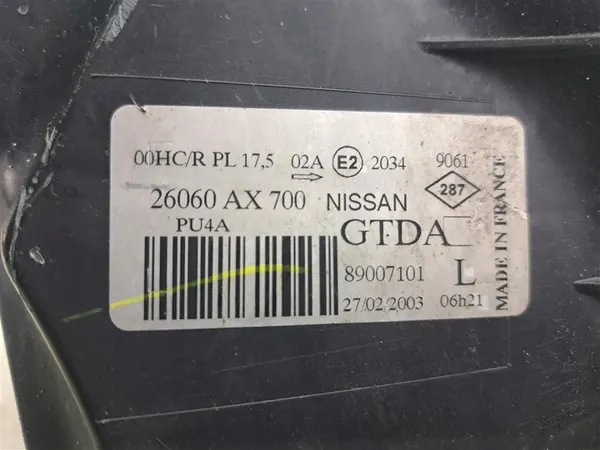 00HC/R PL 17,5 02A E2 2034 9061
26060 AX 700 NISSAN 287
PU4A GTDA
89007101 L
27/02/2003 06h21
MADE IN FRANCE